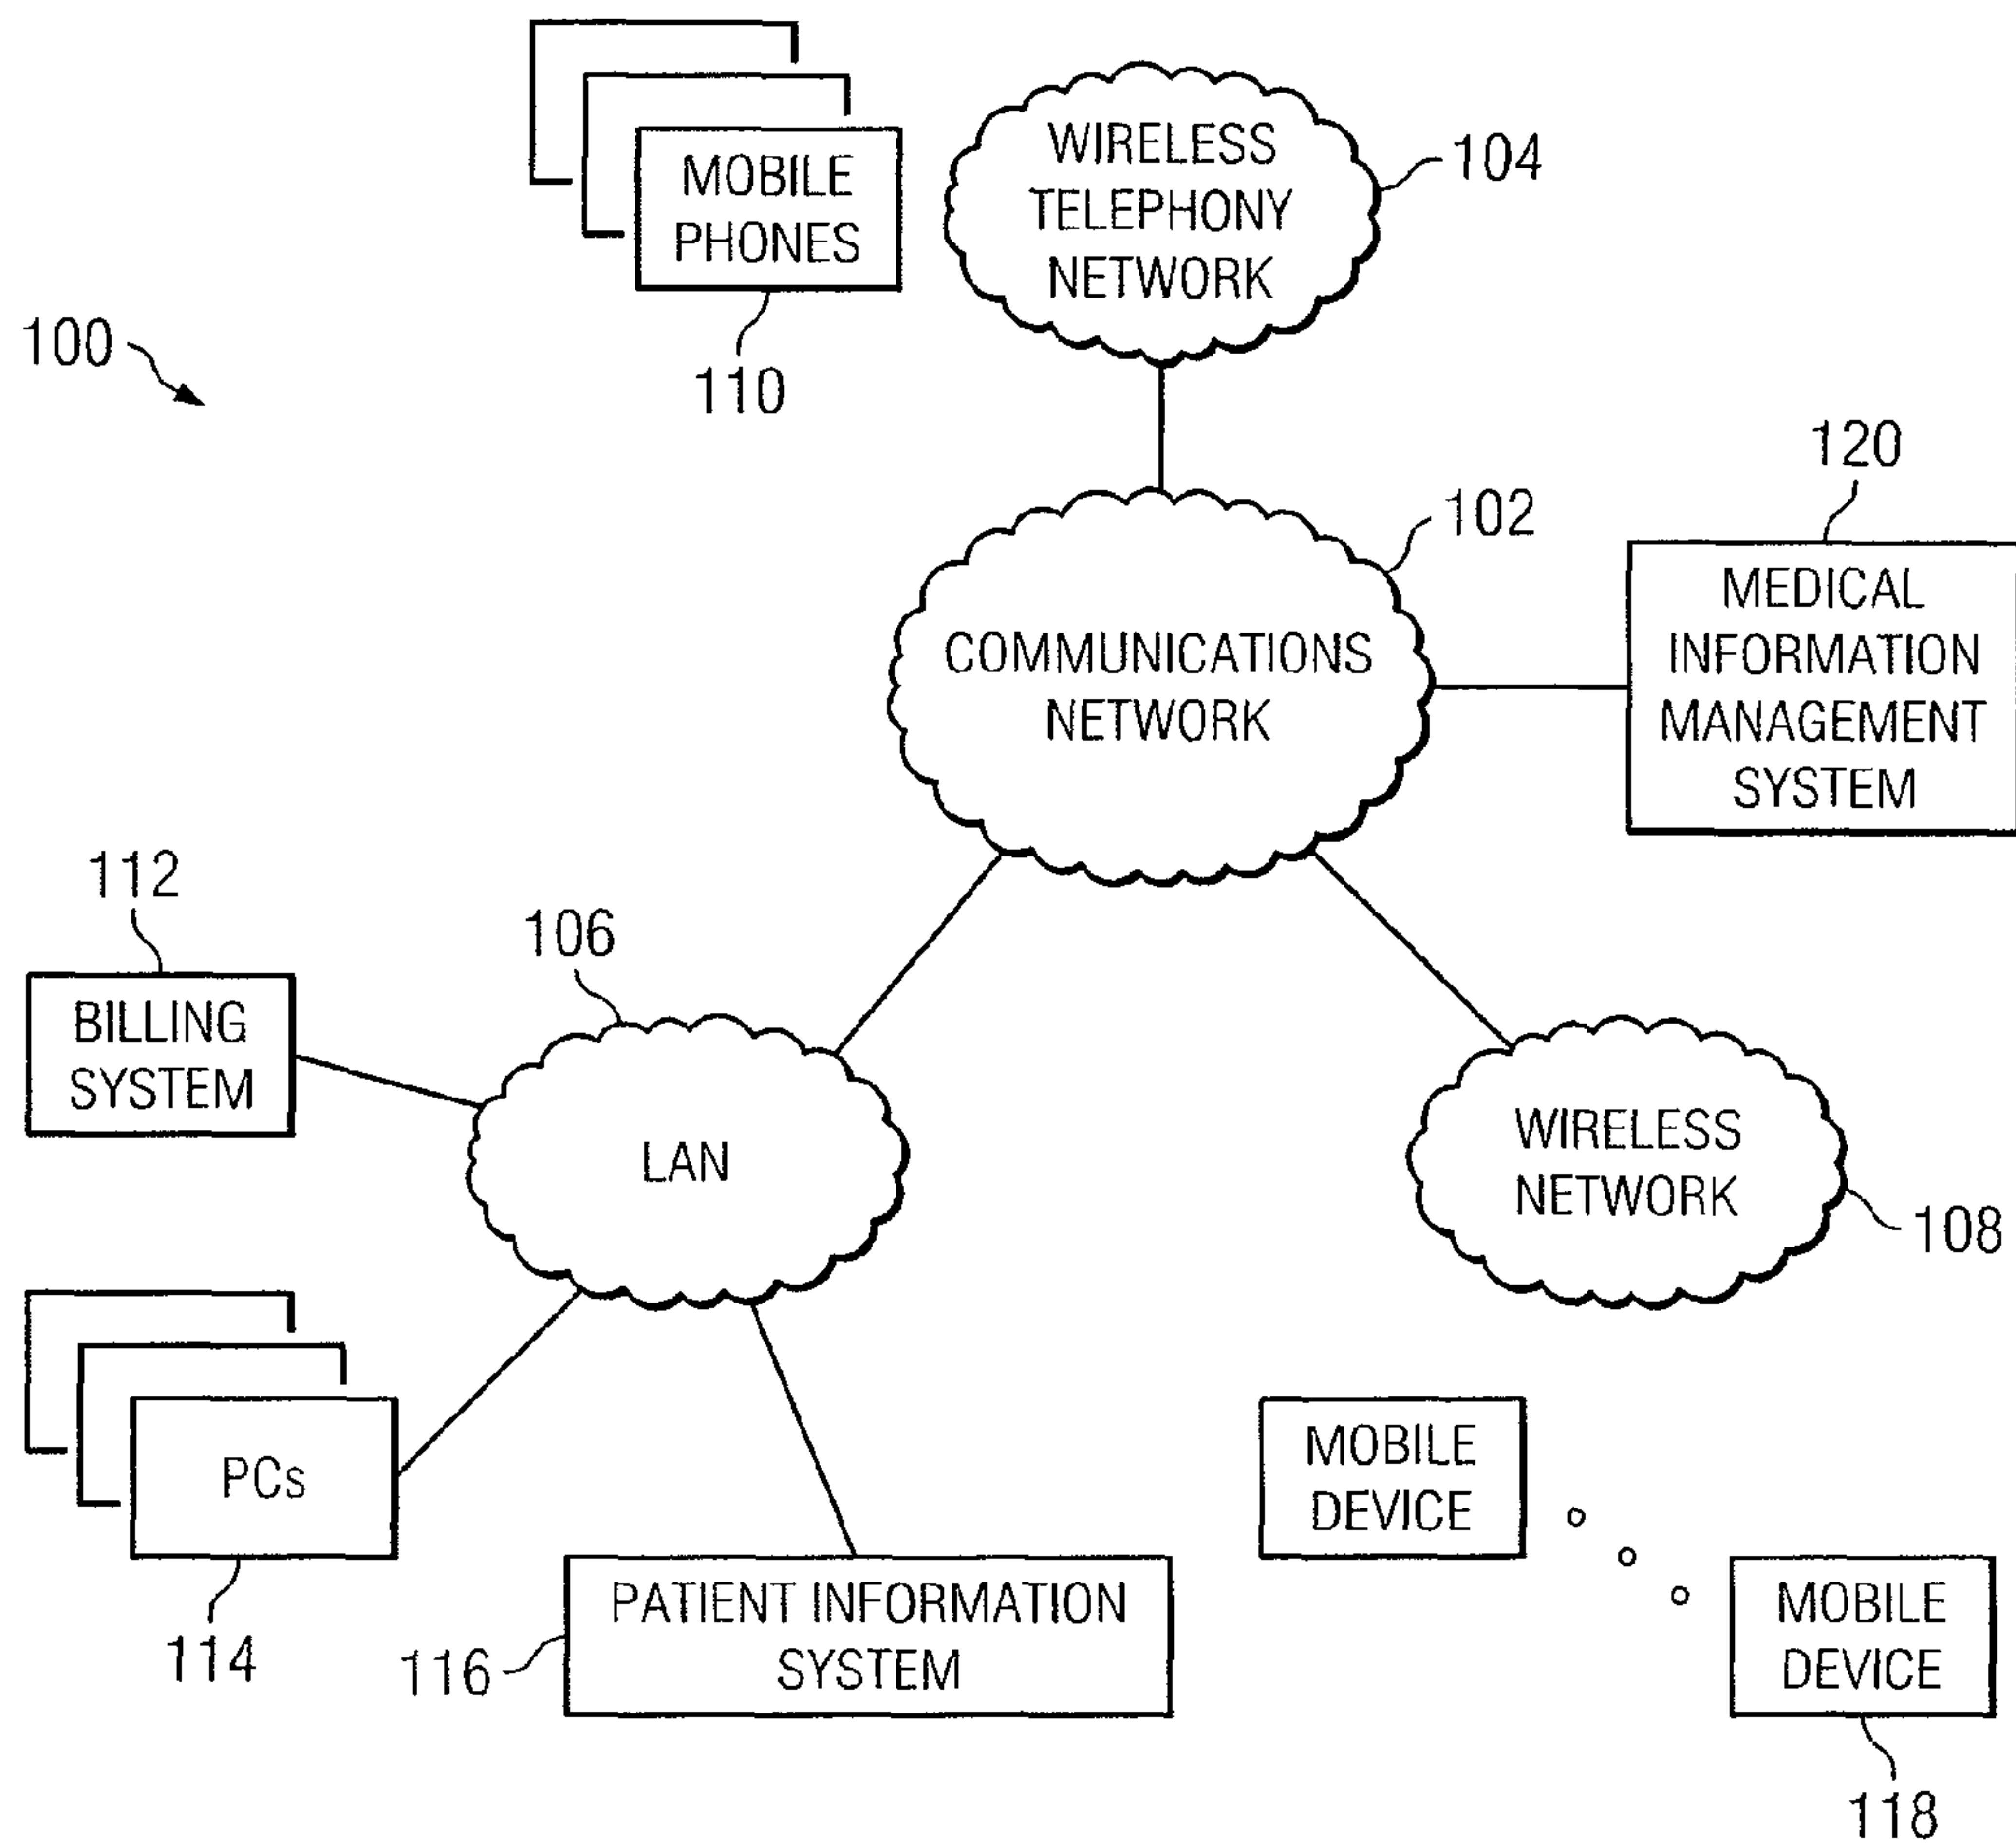 WIRELESS
TELEPHONY
NETWORK
104
MOBILE
PHONES
110
100
120
102
MEDICAL
INFORMATION
MANAGEMENT
SYSTEM
COMMUNICATIONS
NETWORK
112
106
BILLING
SYSTEM
LAN
WIRELESS
NETWORK
108
PCs
114
MOBILE
DEVICE
PATIENT INFORMATION
SYSTEM
116
MOBILE
DEVICE
118